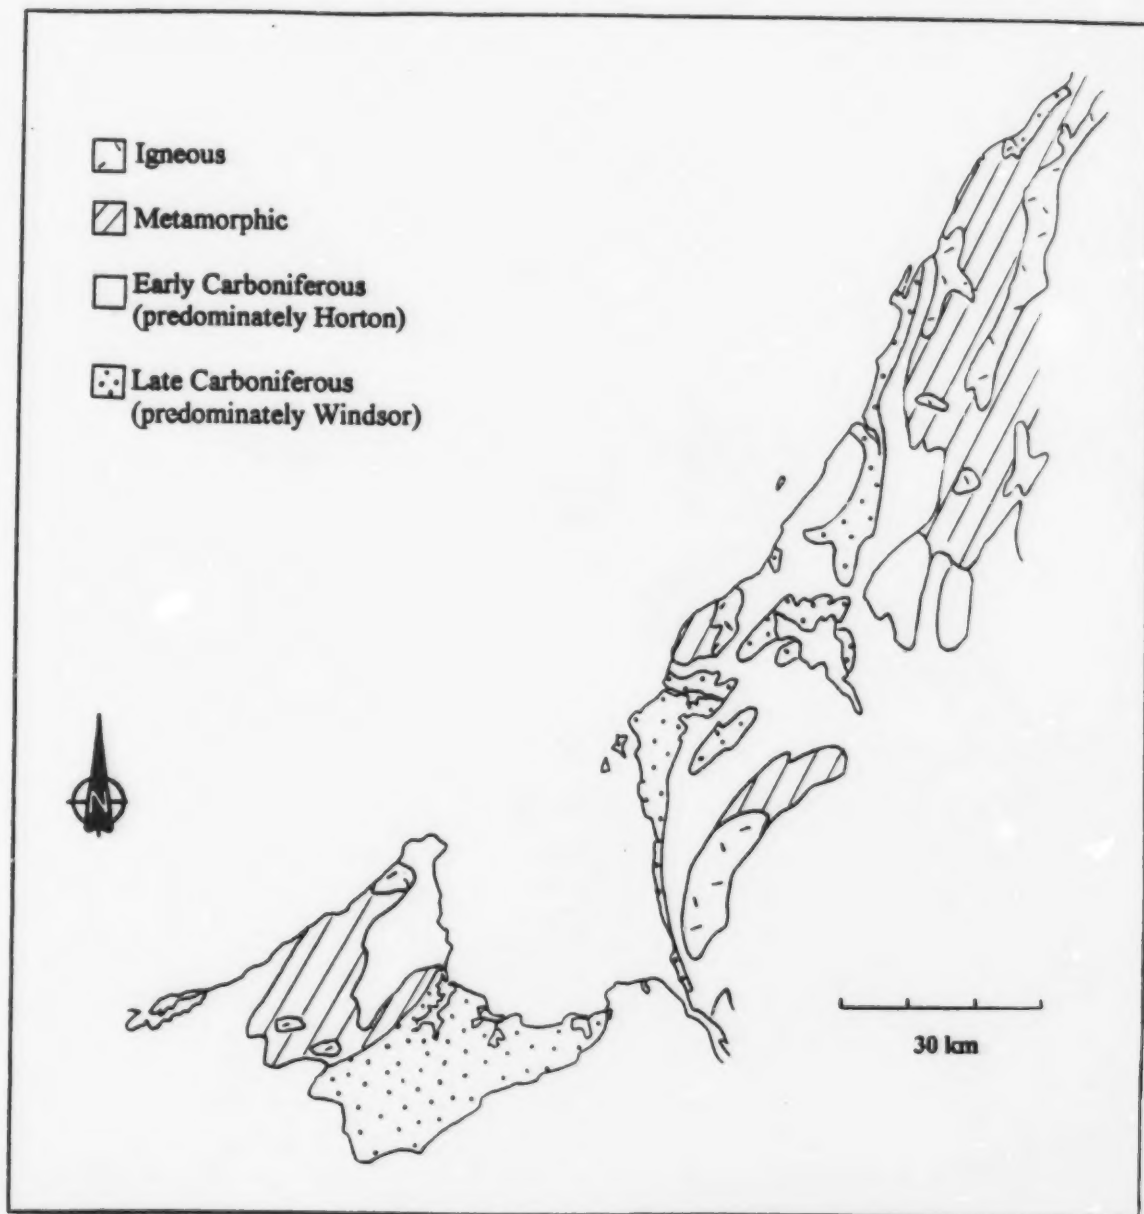 Igneous
Metamorphic
Early Carboniferous
(predominately Horton)
Late Carboniferous
(predominately Windsor)
N
30 km